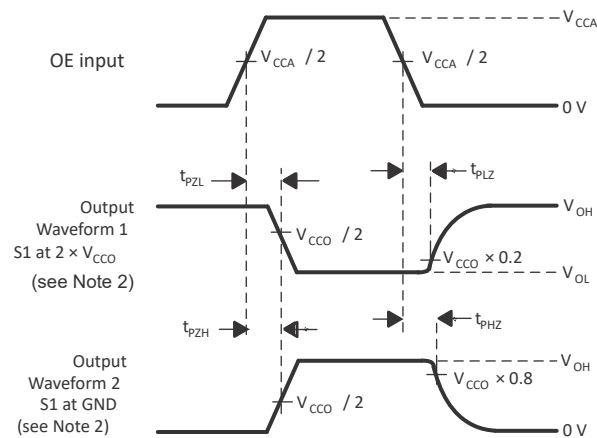 V_CCA
OE input
V_CCA / 2
V_CCA / 2
0 V
t_PZL
t_PLZ
Output
Waveform 1
S1 at 2 × V_CCO
(see Note 2)
V_OH
V_CCO / 2
V_CCO × 0.2
V_OL
t_PZH
t_PHZ
Output
Waveform 2
S1 at GND
(see Note 2)
V_OH
V_CCO × 0.8
V_CCO / 2
0 V